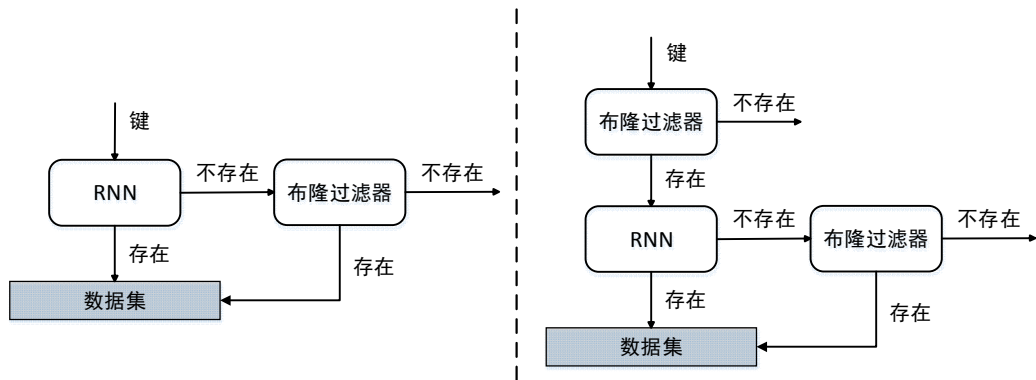 键
RNN
不存在
布隆过滤器
不存在
存在
存在
数据集
键
布隆过滤器
不存在
存在
RNN
不存在
布隆过滤器
不存在
存在
存在
数据集